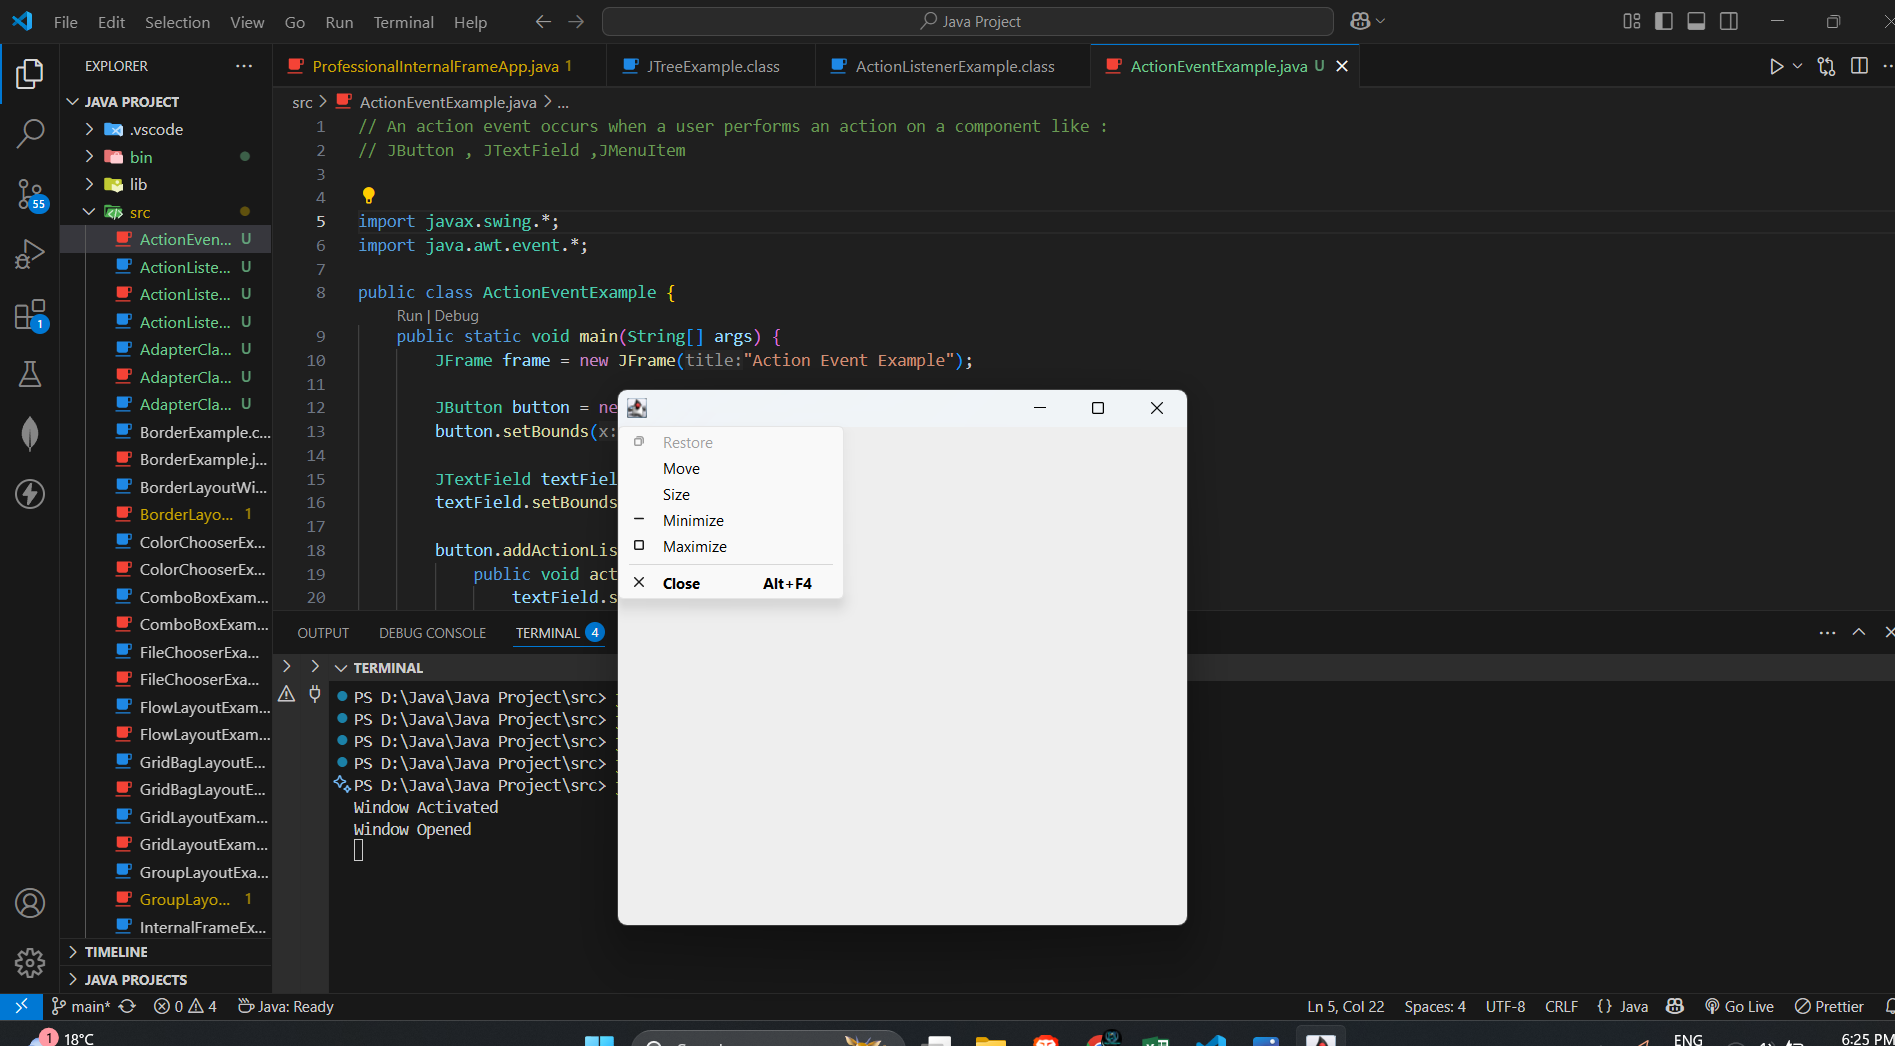 File Edit Selection View Go Run Terminal Help
Java Project
EXPLORER
ProfessionalInternalFrameApp.java 1
JTreeExample.class
ActionListenerExample.class
ActionEventExample.java U
JAVA PROJECT
.vscode
bin
lib
src
ActionEven... U
ActionListe... U
ActionListe... U
ActionListe... U
AdapterCla... U
AdapterCla... U
AdapterCla... U
BorderExample.c...
BorderExample.j...
BorderLayoutWi...
BorderLayo... 1
ColorChooserEx...
ColorChooserEx...
ComboBoxExam...
ComboBoxExam...
FileChooserExa...
FileChooserExa...
FlowLayoutExam...
FlowLayoutExam...
GridBagLayoutE...
GridBagLayoutE...
GridLayoutExam...
GridLayoutExam...
GroupLayoutExa...
GroupLayo... 1
InternalFrameEx...
TIMELINE
JAVA PROJECTS
55
1
src > ActionEventExample.java > ...
1 // An action event occurs when a user performs an action on a component like :
2 // JButton , JTextField ,JMenuItem
3
4
5 import javax.swing.*;
6 import java.awt.event.*;
7
8 public class ActionEventExample {
Run | Debug
9 public static void main(String[] args) {
10 JFrame frame = new JFrame(title:"Action Event Example");
11
12 JButton button = ne
13 button.setBounds(x:
14
15 JTextField textFiel
16 textField.setBounds
17
18 button.addActionLis
19 public void act
20 textField.s
Restore
Move
Size
Minimize
Maximize
Close Alt+F4
OUTPUT DEBUG CONSOLE TERMINAL 4
TERMINAL
PS D:\Java\Java Project\src>
PS D:\Java\Java Project\src>
PS D:\Java\Java Project\src>
PS D:\Java\Java Project\src>
PS D:\Java\Java Project\src>
Window Activated
Window Opened
main* 0 4 Java: Ready
Ln 5, Col 22 Spaces: 4 UTF-8 CRLF {} Java Go Live Prettier
1 18°C
ENG 6:25 PM